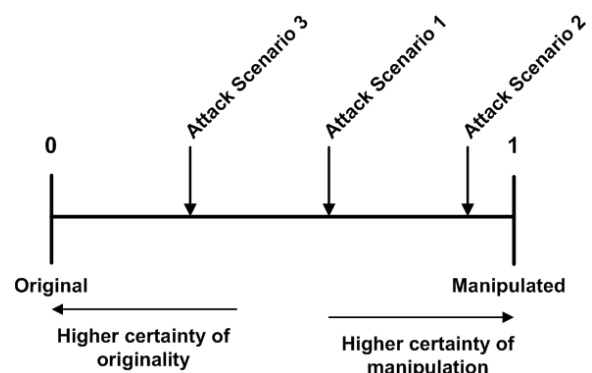 Attack Scenario 3
Attack Scenario 1
Attack Scenario 2
0
1
Original
Manipulated
Higher certainty of
originality
Higher certainty of
manipulation